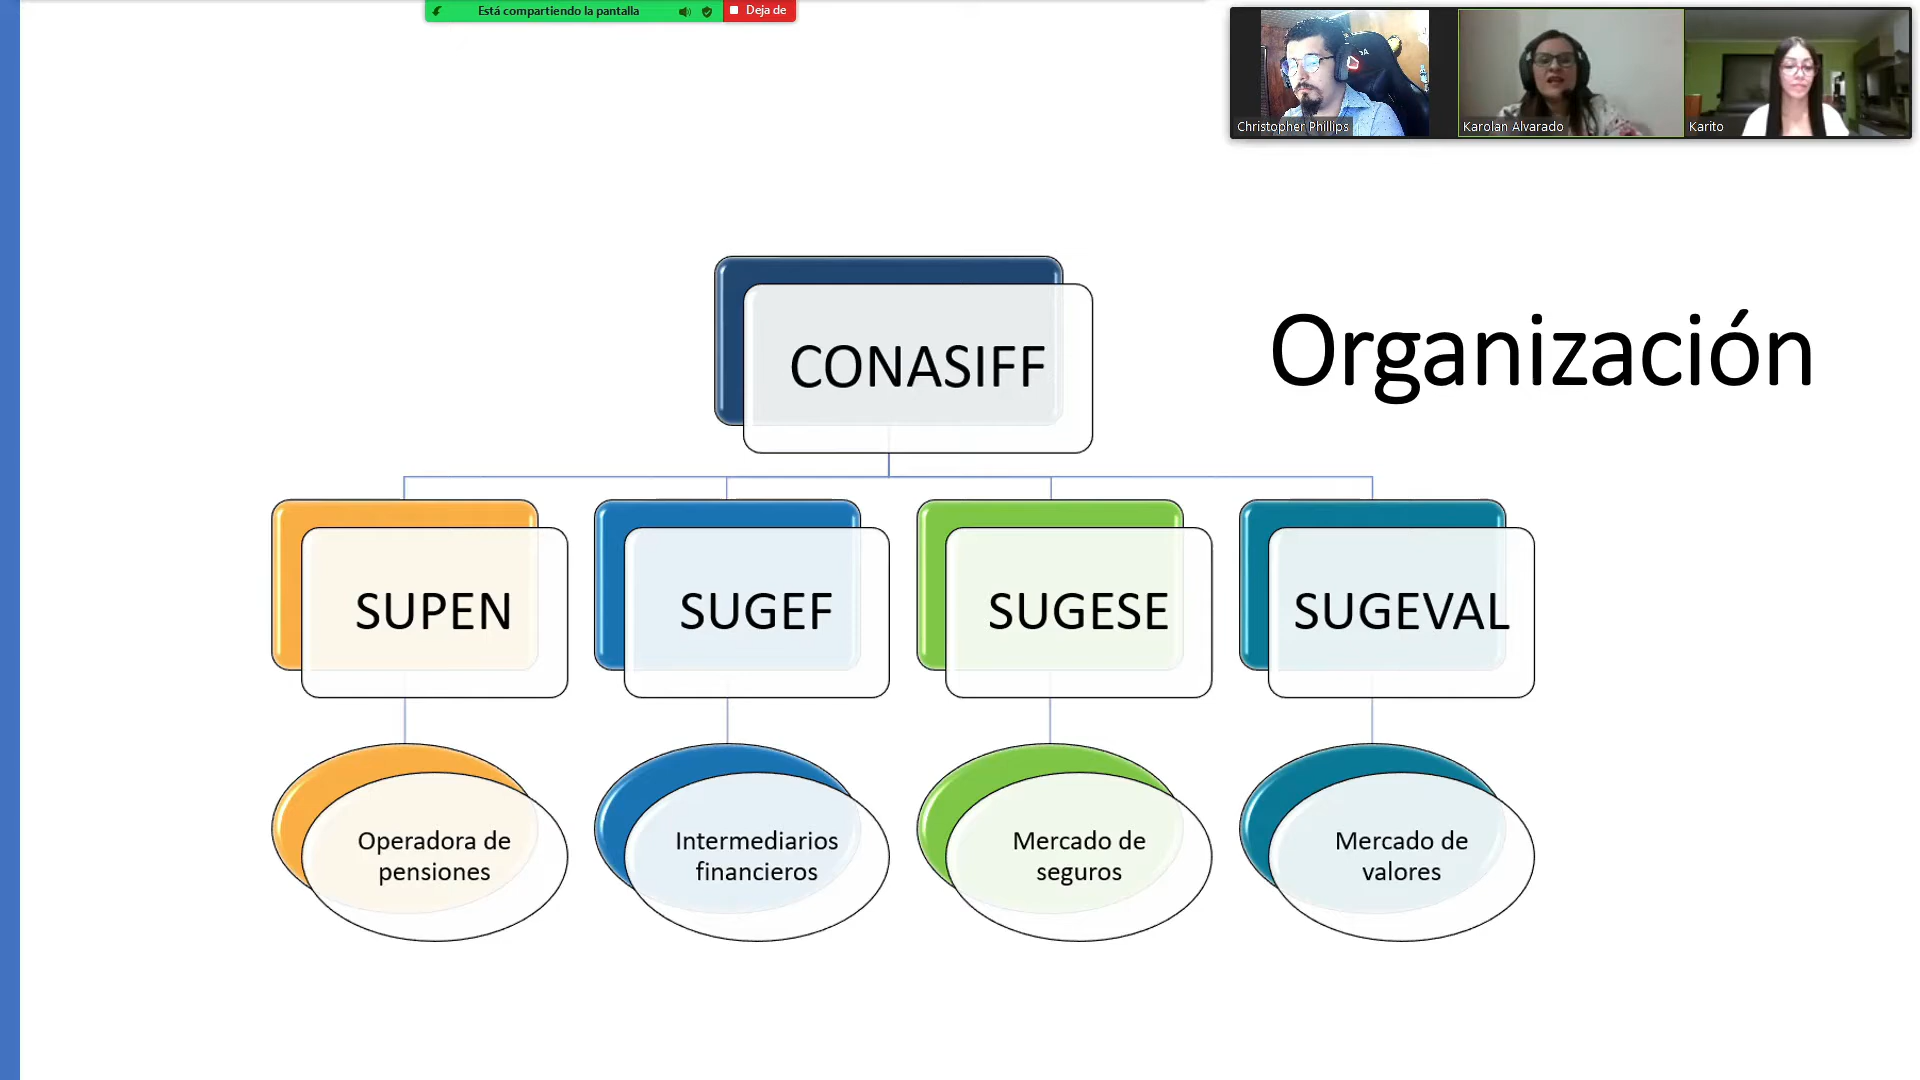 Está compartiendo la pantalla
Deja de
Christopher Phillips
Karolan Alvarado
Karito
Organización
CONASIFF
SUPEN
SUGEF
SUGESE
SUGEVAL
Operadora de
pensiones
Intermediarios
financieros
Mercado de
seguros
Mercado de
valores